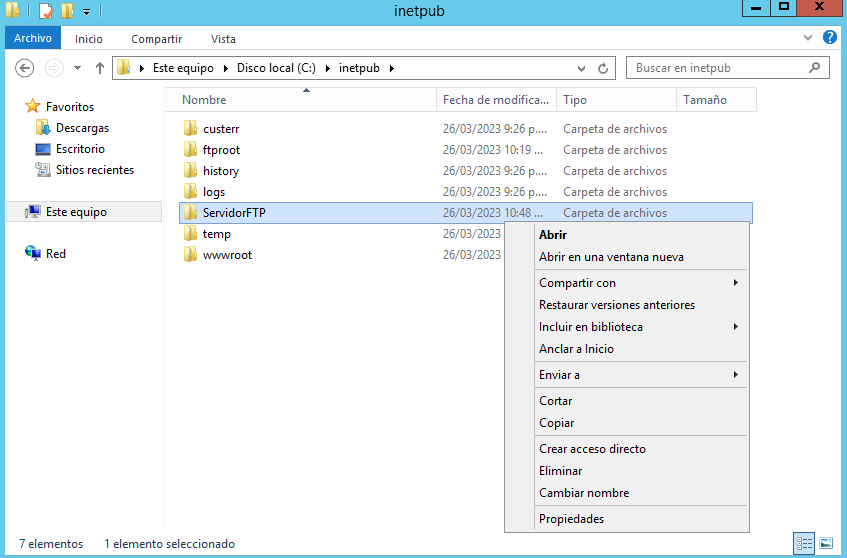 inetpub
Archivo Inicio Compartir Vista
Este equipo Disco local (C:) inetpub
Buscar en inetpub
Nombre Fecha de modifica... Tipo Tamaño
Favoritos
Descargas
Escritorio
Sitios recientes
Este equipo
Red
custerr 26/03/2023 9:26 p.... Carpeta de archivos
ftproot 26/03/2023 10:19 ... Carpeta de archivos
history 26/03/2023 9:26 p.... Carpeta de archivos
logs 26/03/2023 9:26 p.... Carpeta de archivos
ServidorFTP 26/03/2023 10:48 ... Carpeta de archivos
temp 26/03/2023
wwwroot 26/03/2023
Abrir
Abrir en una ventana nueva
Compartir con
Restaurar versiones anteriores
Incluir en biblioteca
Anclar a Inicio
Enviar a
Cortar
Copiar
Crear acceso directo
Eliminar
Cambiar nombre
Propiedades
7 elementos 1 elemento seleccionado